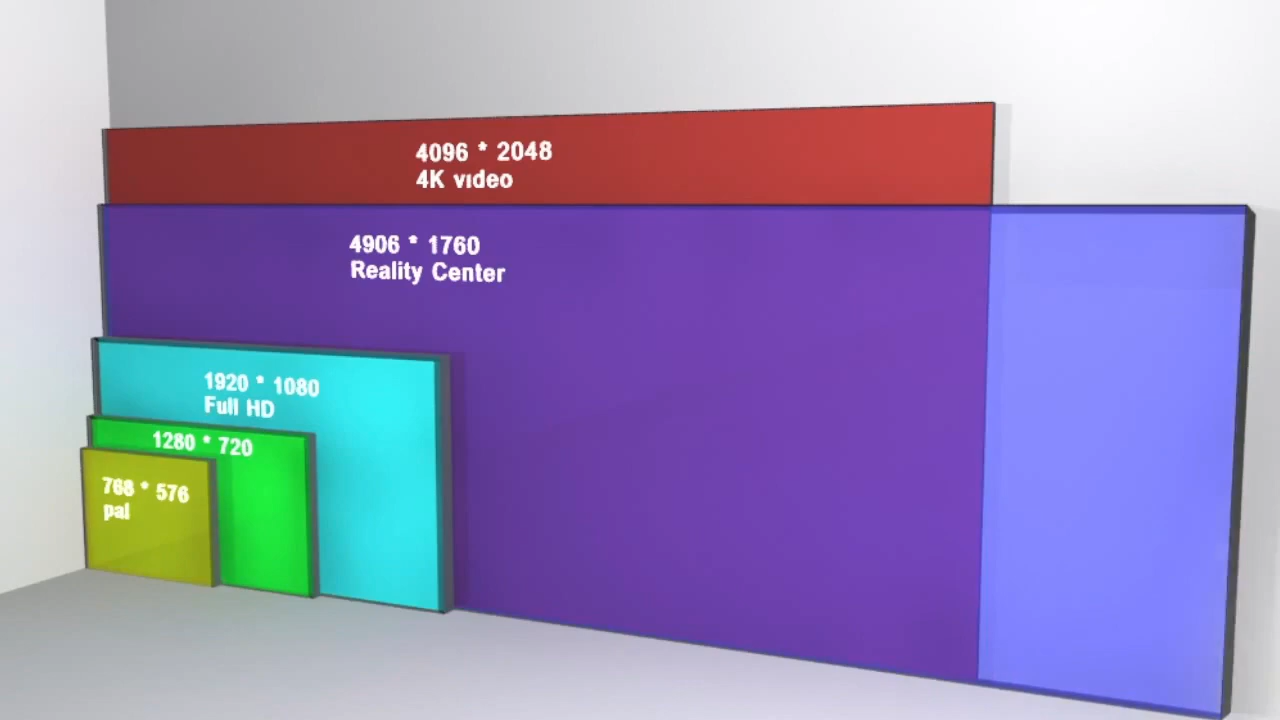 4096 * 2048
4K video
4906 * 1760
Reality Center
1920 * 1080
Full HD
1280 * 720
768 * 576
pal